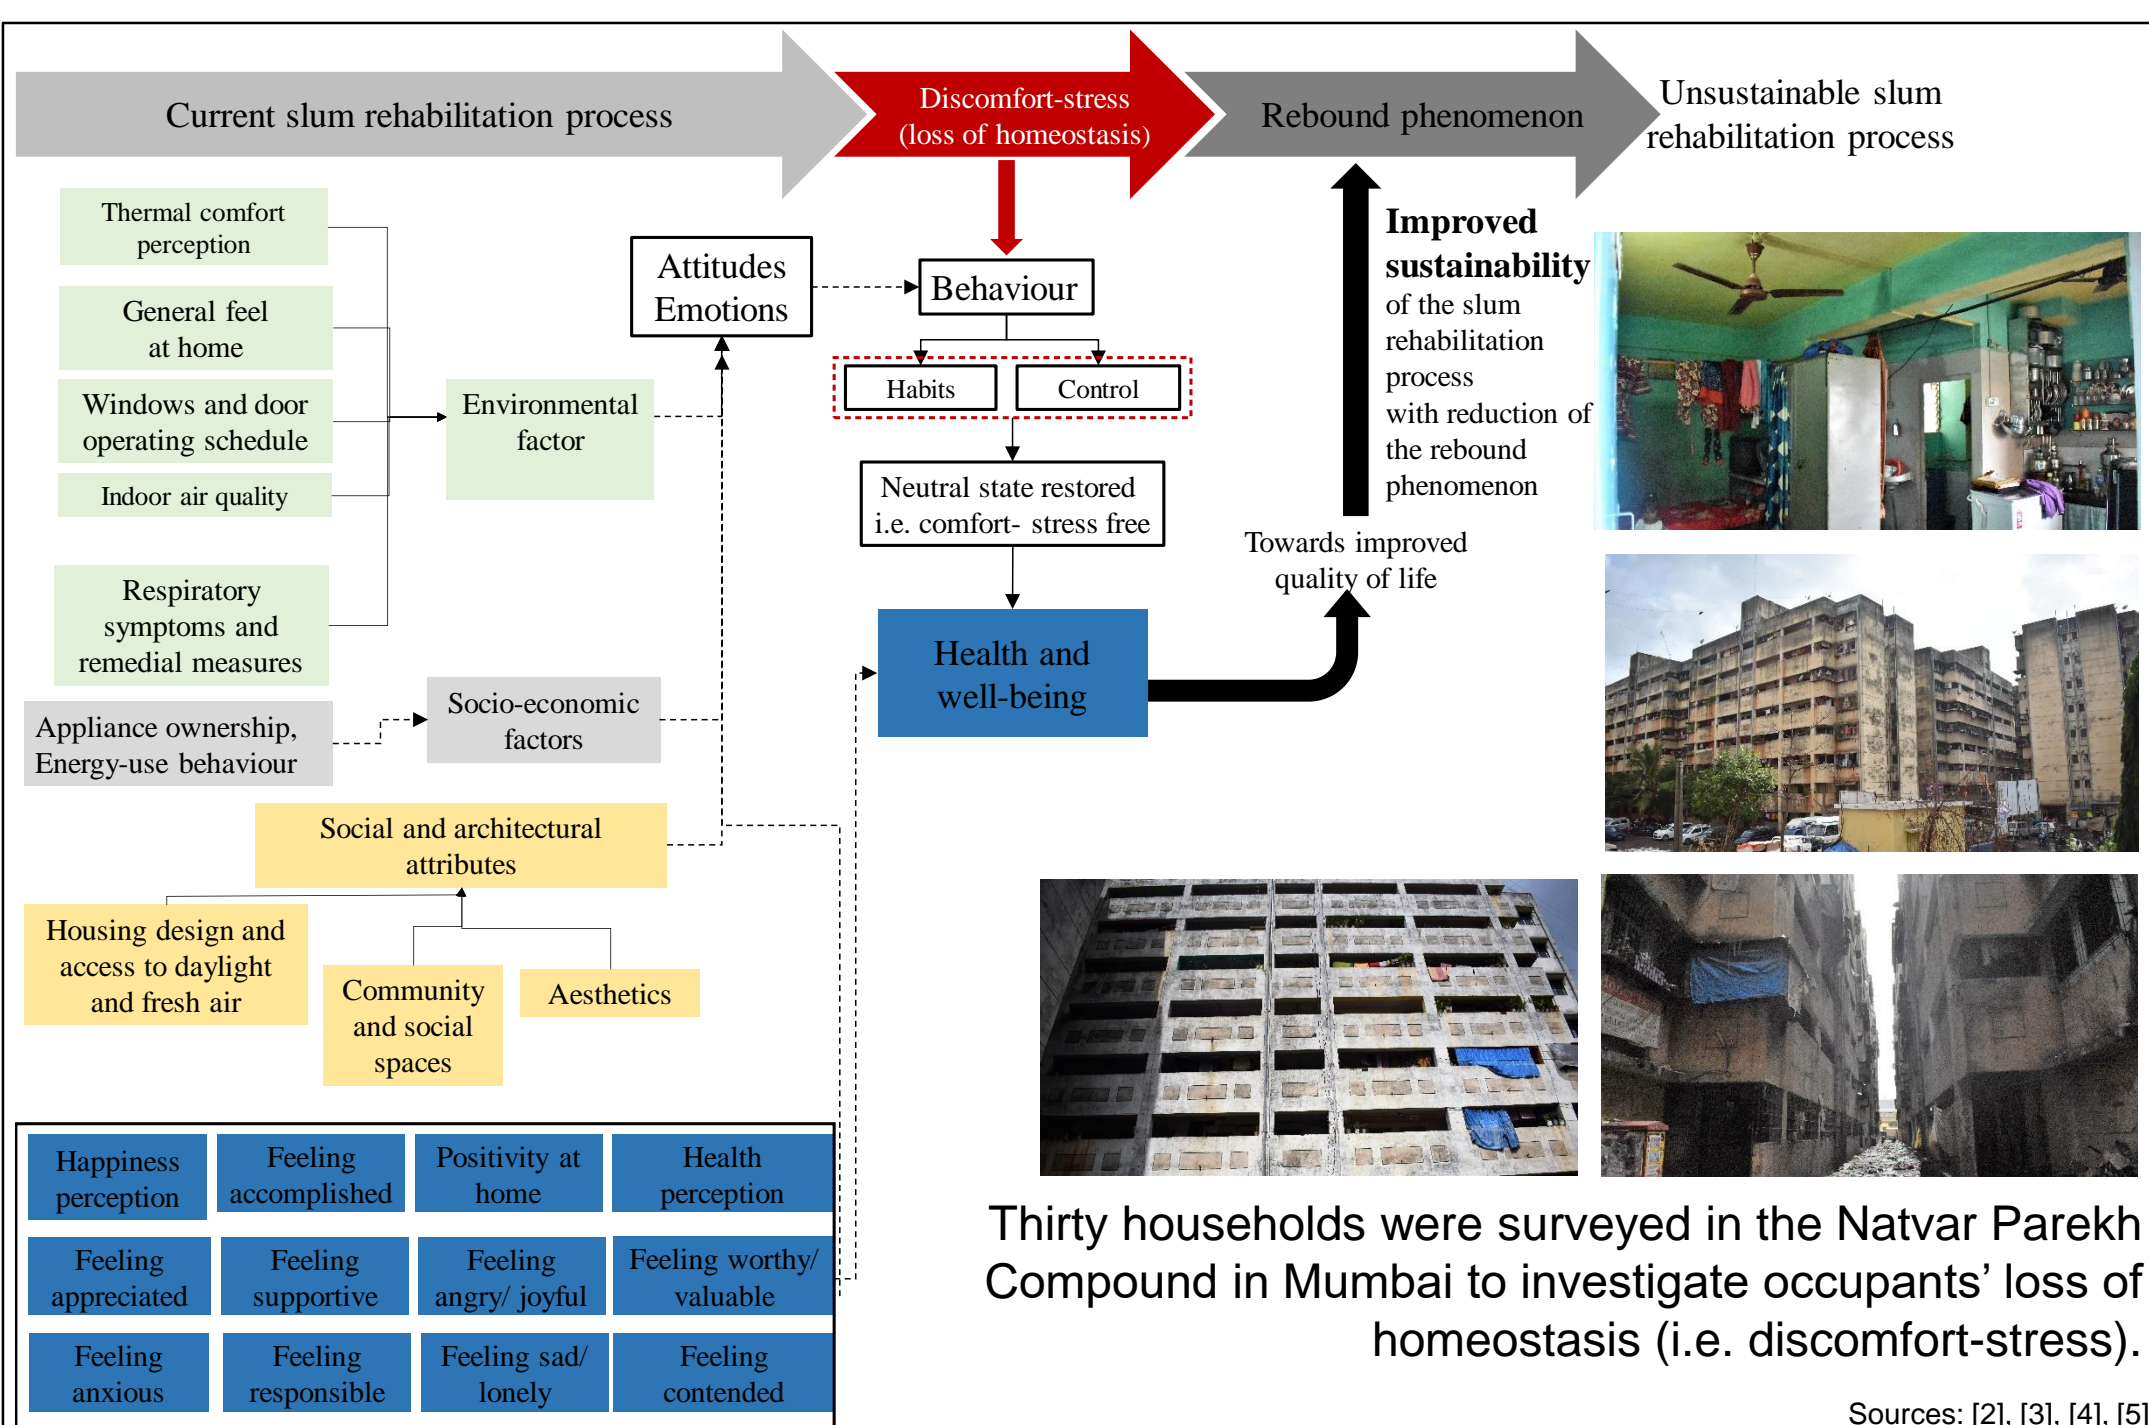 Current slum rehabilitation process
Discomfort-stress
(loss of homeostasis)
Rebound phenomenon
Unsustainable slum
rehabilitation process
Thermal comfort
perception
General feel
at home
Windows and door
operating schedule
Indoor air quality
Respiratory
symptoms and
remedial measures
Environmental
factor
Attitudes
Emotions
Behaviour
Habits
Control
Neutral state restored
i.e. comfort- stress free
Health and
well-being
Towards improved
quality of life
Improved
sustainability
of the slum
rehabilitation
process
with reduction of
the rebound
phenomenon
Appliance ownership,
Energy-use behaviour
Socio-economic
factors
Social and architectural
attributes
Housing design and
access to daylight
and fresh air
Community
and social
spaces
Aesthetics
Happiness
perception
Feeling
accomplished
Positivity at
home
Health
perception
Feeling
appreciated
Feeling
supportive
Feeling
angry/ joyful
Feeling worthy/
valuable
Feeling
anxious
Feeling
responsible
Feeling sad/
lonely
Feeling
contended
Thirty households were surveyed in the Natvar Parekh
Compound in Mumbai to investigate occupants’ loss of
homeostasis (i.e. discomfort-stress).
Sources: [2], [3], [4], [5]